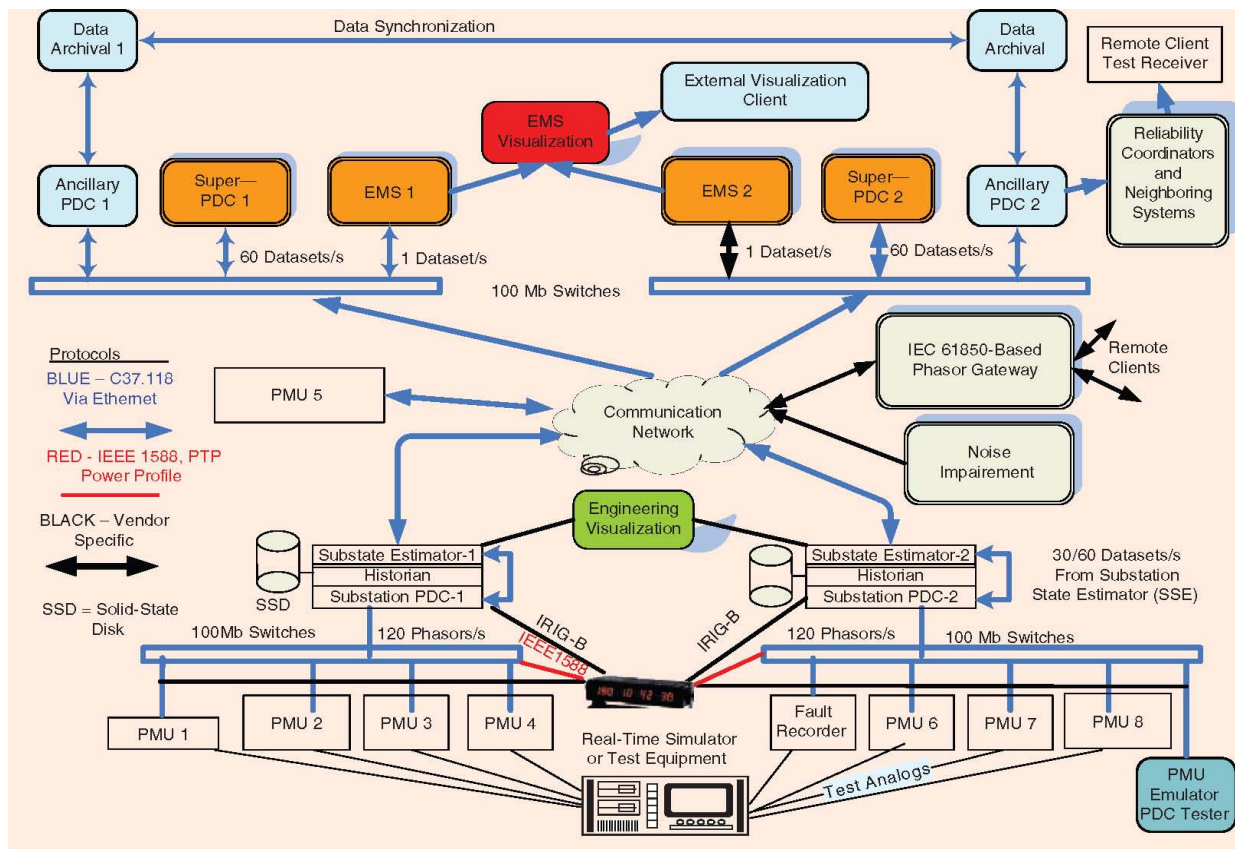 Data
Archival 1
Data Synchronization
Data
Archival
Remote Client
Test Receiver
External Visualization
Client
EMS
Visualization
Reliability
Coordinators
and
Neighboring
Systems
Ancillary
PDC 1
Super—
PDC 1
EMS 1
EMS 2
Super—
PDC 2
Ancillary
PDC 2
60 Datasets/s
1 Dataset/s
1 Dataset/s
60 Datasets/s
100 Mb Switches
Protocols
BLUE – C37.118
Via Ethernet
RED - IEEE 1588, PTP
Power Profile
BLACK – Vendor
Specific
SSD = Solid-State
Disk
PMU 5
Communication
Network
IEC 61850-Based
Phasor Gateway
Remote
Clients
Noise
Impairement
Engineering
Visualization
SSD
Substate Estimator-1
Historian
Substation PDC-1
Substate Estimator-2
Historian
Substation PDC-2
30/60 Datasets/s
From Substation
State Estimator (SSE)
100Mb Switches
120 Phasors/s
IRIG-B
IEEE1588
IRIG-B
120 Phasors/s
100 Mb Switches
PMU 1
PMU 2
PMU 3
PMU 4
Fault
Recorder
PMU 6
PMU 7
PMU 8
Real-Time Simulator
or Test Equipment
Test Analogs
PMU
Emulator
PDC Tester